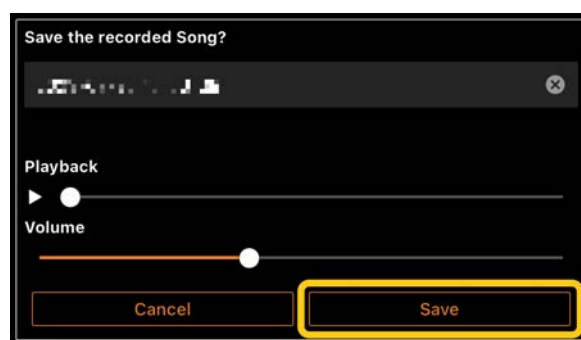 Save the recorded Song?
Playback
Volume
Cancel
Save